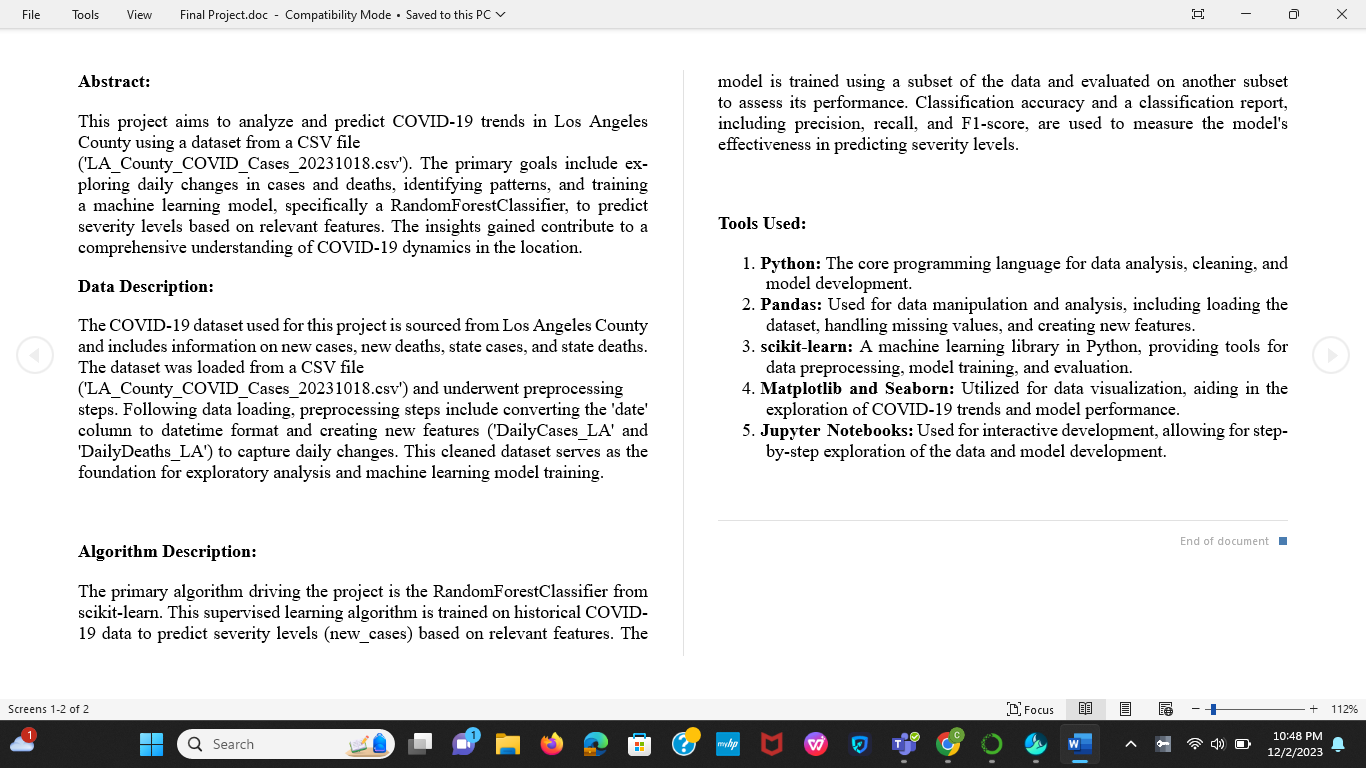 File Tools View Final Project.doc - Compatibility Mode • Saved to this PC
Abstract:
This project aims to analyze and predict COVID-19 trends in Los Angeles
County using a dataset from a CSV file
('LA_County_COVID_Cases_20231018.csv'). The primary goals include ex-
ploring daily changes in cases and deaths, identifying patterns, and training
a machine learning model, specifically a RandomForestClassifier, to predict
severity levels based on relevant features. The insights gained contribute to a
comprehensive understanding of COVID-19 dynamics in the location.
Data Description:
The COVID-19 dataset used for this project is sourced from Los Angeles County
and includes information on new cases, new deaths, state cases, and state deaths.
The dataset was loaded from a CSV file
('LA_County_COVID_Cases_20231018.csv') and underwent preprocessing
steps. Following data loading, preprocessing steps include converting the 'date'
column to datetime format and creating new features ('DailyCases_LA' and
'DailyDeaths_LA') to capture daily changes. This cleaned dataset serves as the
foundation for exploratory analysis and machine learning model training.
Algorithm Description:
The primary algorithm driving the project is the RandomForestClassifier from
scikit-learn. This supervised learning algorithm is trained on historical COVID-
19 data to predict severity levels (new_cases) based on relevant features. The
model is trained using a subset of the data and evaluated on another subset
to assess its performance. Classification accuracy and a classification report,
including precision, recall, and F1-score, are used to measure the model's
effectiveness in predicting severity levels.
Tools Used:
1. Python: The core programming language for data analysis, cleaning, and
model development.
2. Pandas: Used for data manipulation and analysis, including loading the
dataset, handling missing values, and creating new features.
3. scikit-learn: A machine learning library in Python, providing tools for
data preprocessing, model training, and evaluation.
4. Matplotlib and Seaborn: Utilized for data visualization, aiding in the
exploration of COVID-19 trends and model performance.
5. Jupyter Notebooks: Used for interactive development, allowing for step-
by-step exploration of the data and model development.
End of document
Screens 1-2 of 2 Focus 112%
1 Search 1 ? myhp C W 10:48 PM
12/2/2023